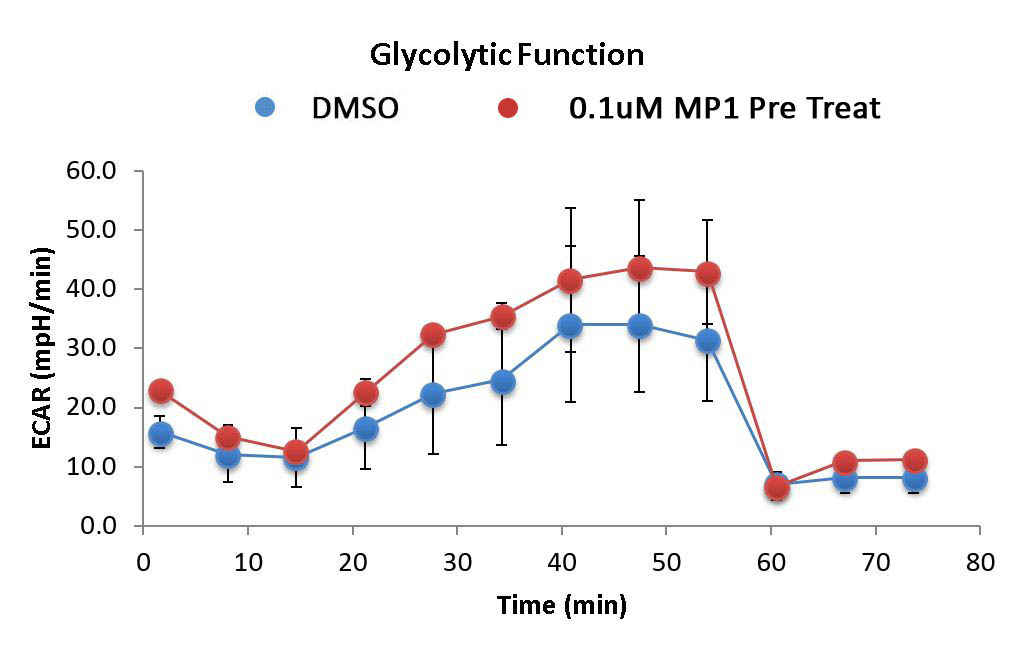 Glycolytic Function
DMSO 0.1uM MP1 Pre Treat
60.0
50.0
40.0
30.0
20.0
10.0
0.0
ECAR (mpH/min)
0 10 20 30 40 50 60 70 80
Time (min)